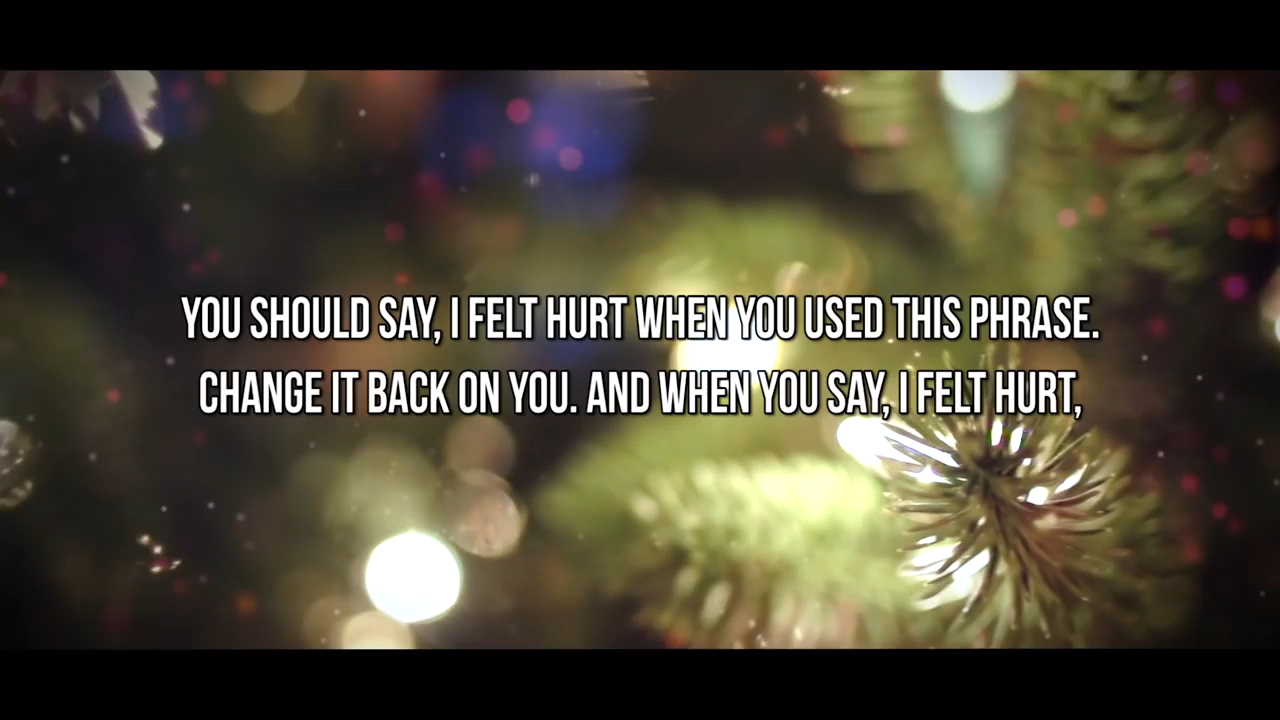 YOU SHOULD SAY, I FELT HURT WHEN YOU USED THIS PHRASE.
CHANGE IT BACK ON YOU. AND WHEN YOU SAY, I FELT HURT,